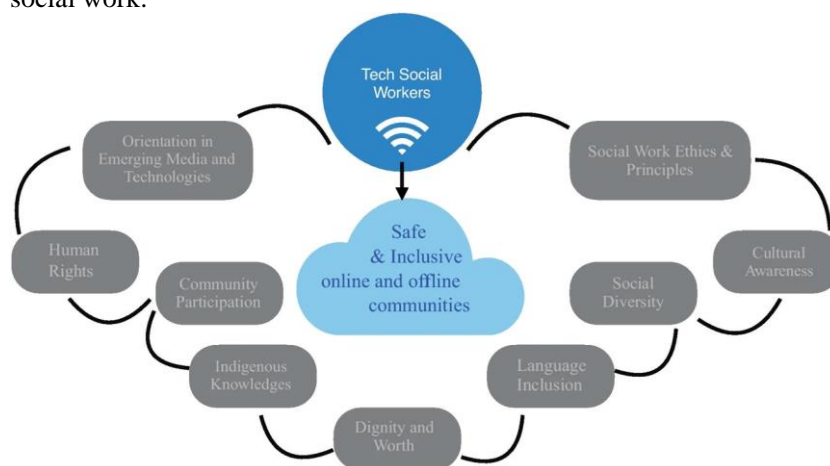 social work.
Tech Social
Workers
Orientation in
Emerging Media and
Technologies
Social Work Ethics &
Principles
Safe
& Inclusive
online and offline
communities
Human
Rights
Community
Participation
Social
Diversity
Cultural
Awareness
Indigenous
Knowledges
Language
Inclusion
Dignity and
Worth